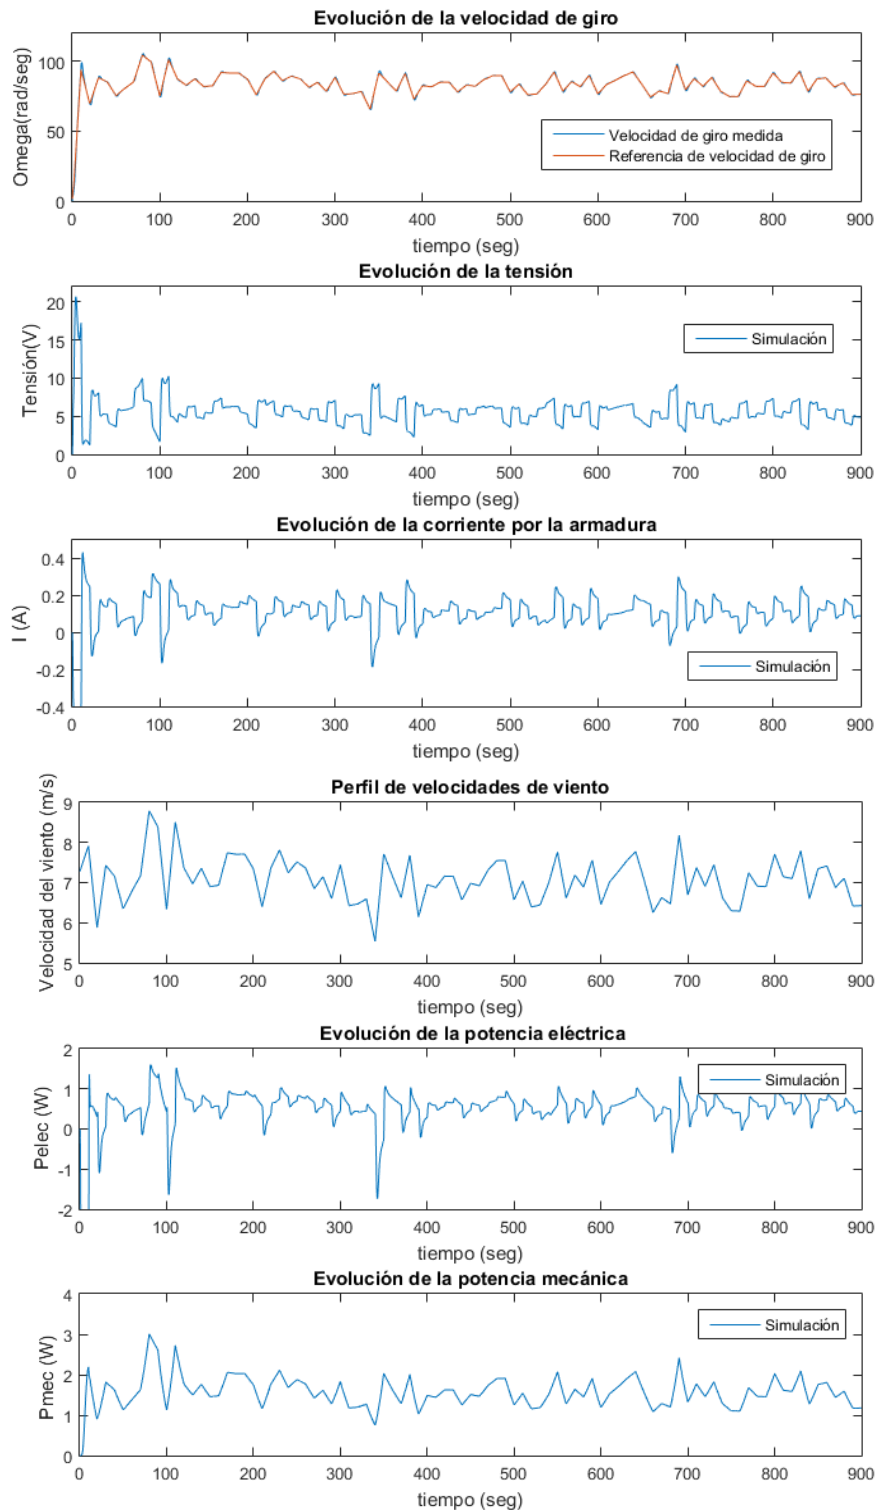 Evolución de la velocidad de giro
Omega(rad/seg)
100
50
0
Velocidad de giro medida
Referencia de velocidad de giro
0 100 200 300 400 500 600 700 800 900
tiempo (seg)
Evolución de la tensión
Tensión(V)
20
15
10
5
0
Simulación
0 100 200 300 400 500 600 700 800 900
tiempo (seg)
Evolución de la corriente por la armadura
I (A)
0.4
0.2
0
-0.2
-0.4
Simulación
0 100 200 300 400 500 600 700 800 900
tiempo (seg)
Perfil de velocidades de viento
Velocidad del viento (m/s)
9
8
7
6
5
0 100 200 300 400 500 600 700 800 900
tiempo (seg)
Evolución de la potencia eléctrica
Pelec (W)
2
1
0
-1
-2
Simulación
0 100 200 300 400 500 600 700 800 900
tiempo (seg)
Evolución de la potencia mecánica
Pmec (W)
4
3
2
1
0
Simulación
0 100 200 300 400 500 600 700 800 900
tiempo (seg)